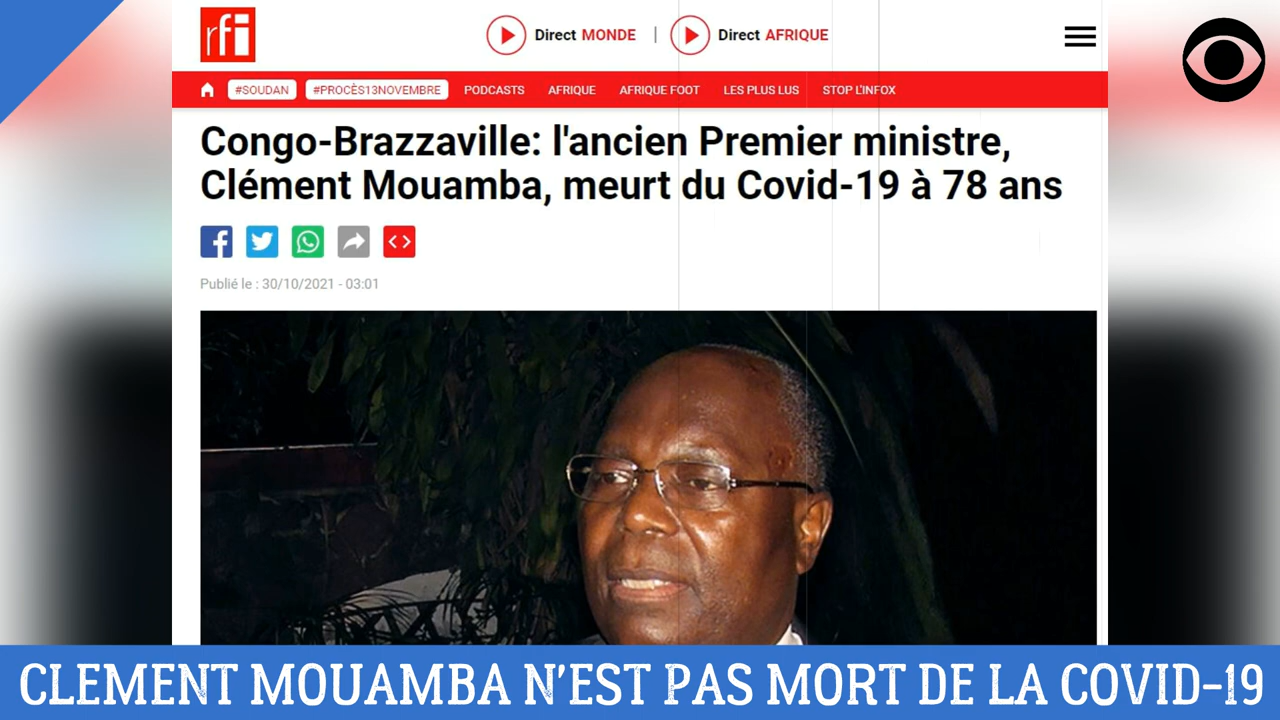 rfi
Direct MONDE | Direct AFRIQUE
#SOUDAN #PROCÈS13NOVEMBRE PODCASTS AFRIQUE AFRIQUE FOOT LES PLUS LUS STOP L'INFOX
Congo-Brazzaville: l'ancien Premier ministre,
Clément Mouamba, meurt du Covid-19 à 78 ans
Publié le : 30/10/2021 - 03:01
CLEMENT MOUAMBA N'EST PAS MORT DE LA COVID-19